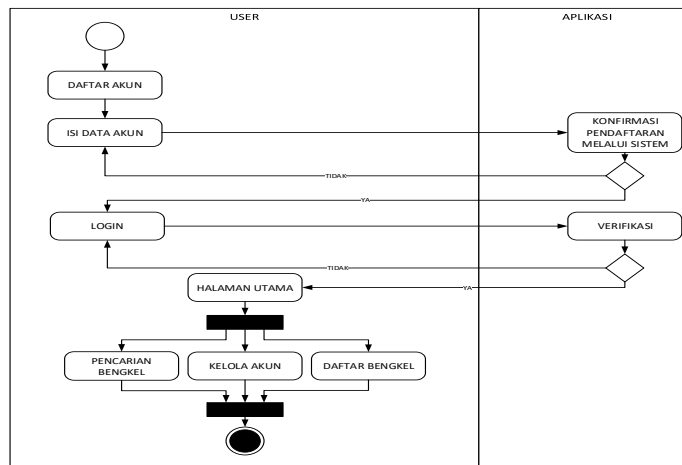 USER
APLIKASI
DAFTAR AKUN
ISI DATA AKUN
KONFIRMASI
PENDAFTARAN
MELALUI SISTEM
TIDAK
YA
LOGIN
VERIFIKASI
TIDAK
HALAMAN UTAMA
YA
PENCARIAN
BENGKEL
KELOLA AKUN
DAFTAR BENGKEL